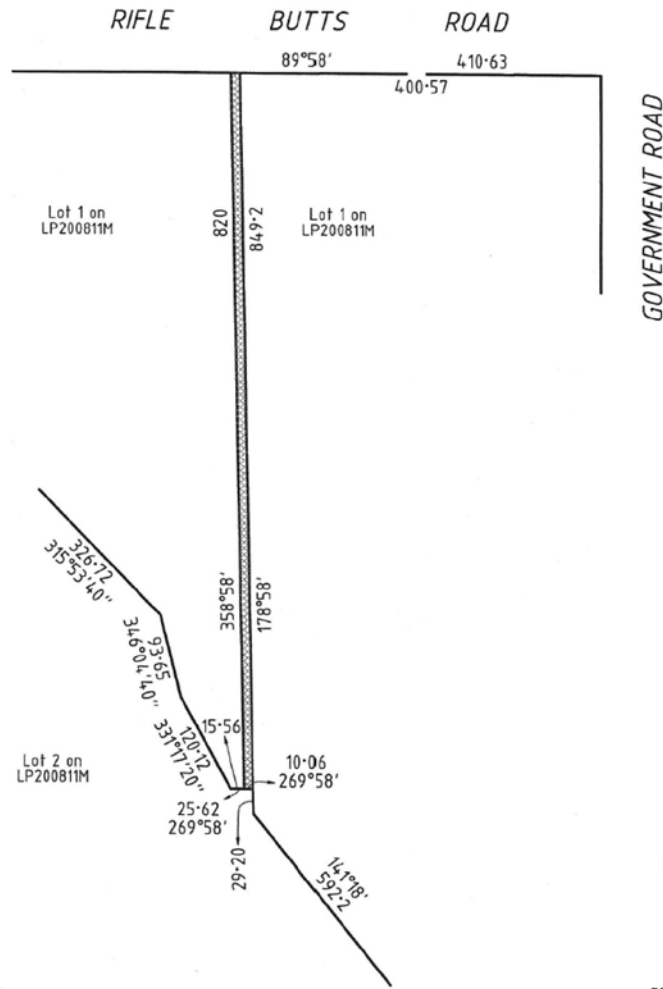 RIFLE BUTTS ROAD
89°58'
410·63
400·57
GOVERNMENT ROAD
Lot 1 on
LP200811M
820
849·2
Lot 1 on
LP200811M
326·72
315°53'40"
358°58'
178°58'
93·65
346°04'40"
120·12
331°17'20"
15·56
10·06
269°58'
Lot 2 on
LP200811M
25·62
269°58'
29·20
141°18'
592·2